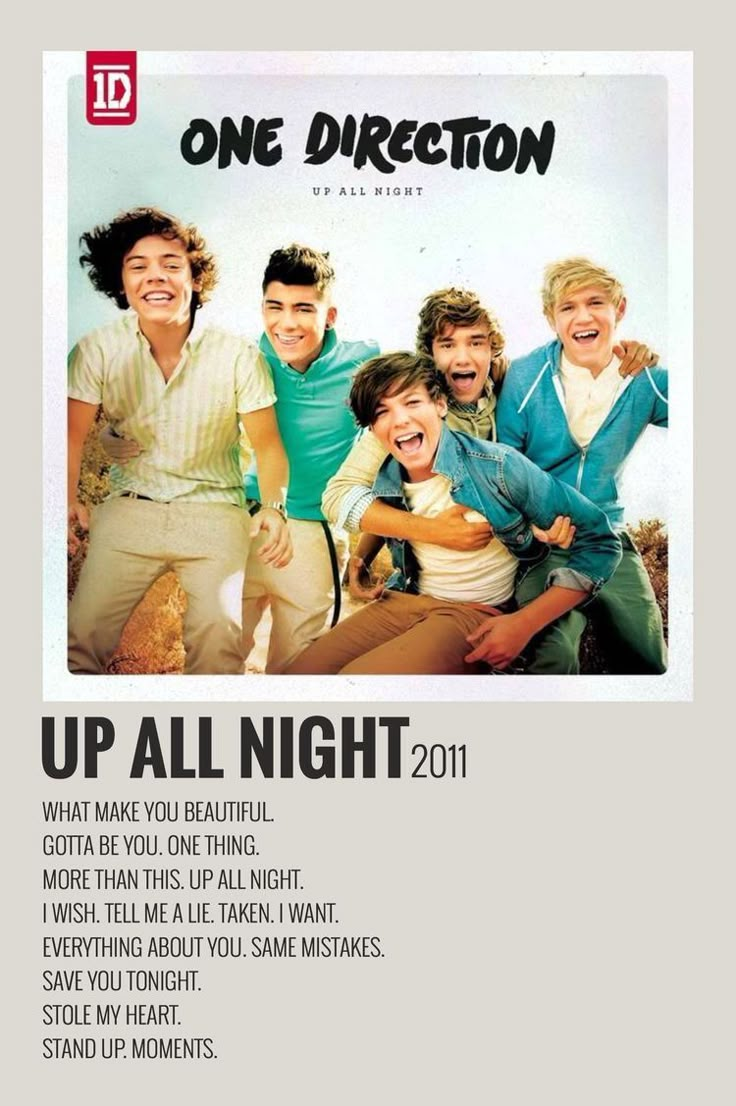 1D
ONE DIRECTION
UP ALL NIGHT
UP ALL NIGHT 2011
WHAT MAKE YOU BEAUTIFUL.
GOTTA BE YOU. ONE THING.
MORE THAN THIS. UP ALL NIGHT.
I WISH. TELL ME A LIE. TAKEN. I WANT.
EVERYTHING ABOUT YOU. SAME MISTAKES.
SAVE YOU TONIGHT.
STOLE MY HEART.
STAND UP. MOMENTS.